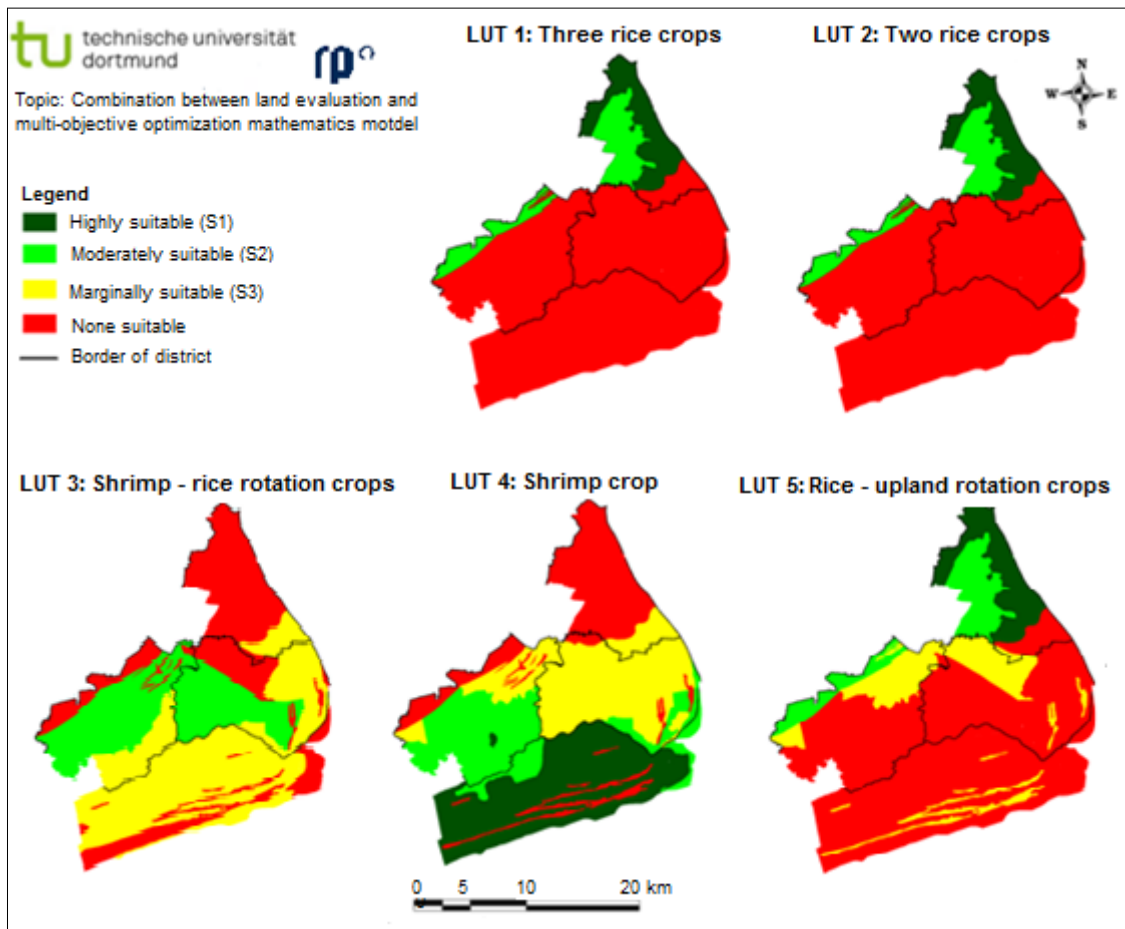 tu technische universität
dortmund
rp
Topic: Combination between land evaluation and
multi-objective optimization mathematics motdel
Legend
Highly suitable (S1)
Moderately suitable (S2)
Marginally suitable (S3)
None suitable
Border of district
LUT 1: Three rice crops
LUT 2: Two rice crops
N
W E
S
LUT 3: Shrimp - rice rotation crops
LUT 4: Shrimp crop
LUT 5: Rice - upland rotation crops
0 5 10 20 km